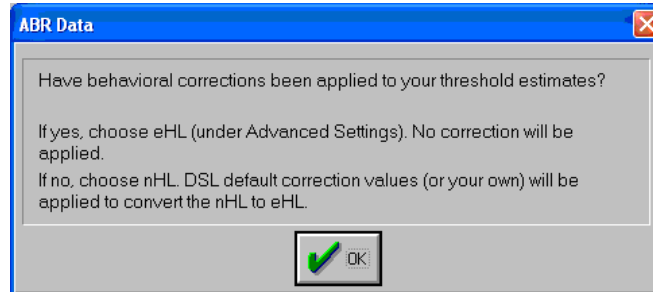 ABR Data
Have behavioral corrections been applied to your threshold estimates?
If yes, choose eHL (under Advanced Settings). No correction will be
applied.
If no, choose nHL. DSL default correction values (or your own) will be
applied to convert the nHL to eHL.
OK